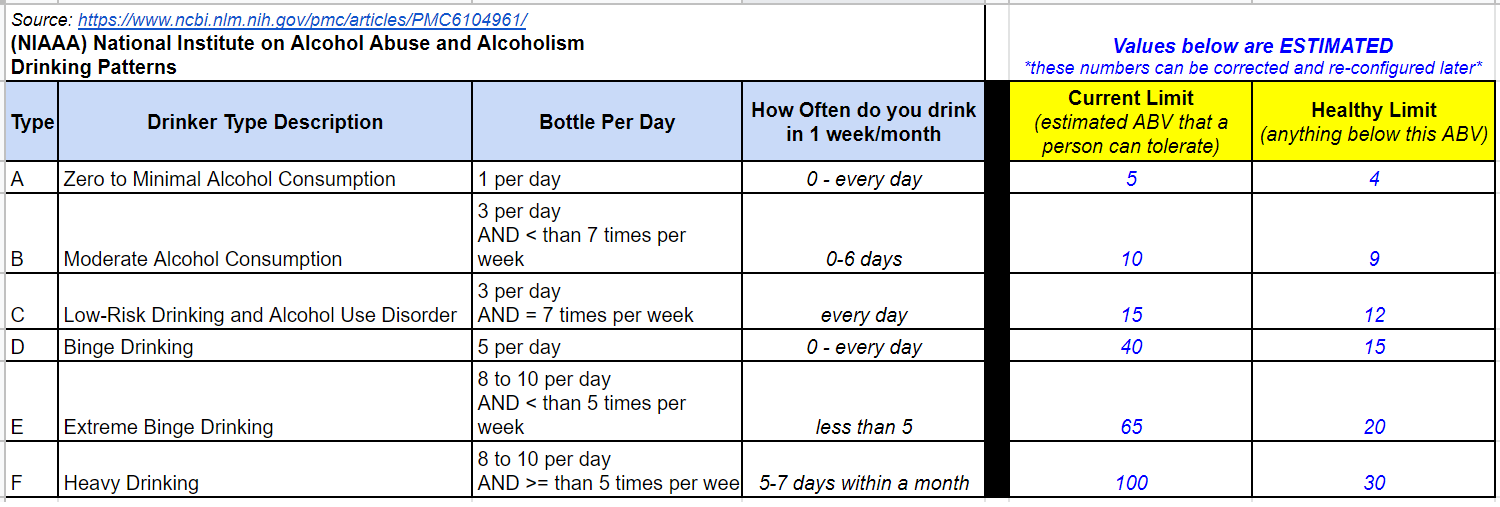 Source: https://www.ncbi.nlm.nih.gov/pmc/articles/PMC6104961/
(NIAAA) National Institute on Alcohol Abuse and Alcoholism
Drinking Patterns
Values below are ESTIMATED
*these numbers can be corrected and re-configured later*
Type
Drinker Type Description
Bottle Per Day
How Often do you drink
in 1 week/month
Current Limit
(estimated ABV that a
person can tolerate)
Healthy Limit
(anything below this ABV)
A
Zero to Minimal Alcohol Consumption
1 per day
0 - every day
5
4
B
Moderate Alcohol Consumption
3 per day
AND < than 7 times per
week
0-6 days
10
9
C
Low-Risk Drinking and Alcohol Use Disorder
3 per day
AND = 7 times per week
every day
15
12
D
Binge Drinking
5 per day
0 - every day
40
15
E
Extreme Binge Drinking
8 to 10 per day
AND < than 5 times per
week
less than 5
65
20
F
Heavy Drinking
8 to 10 per day
AND >= than 5 times per wee
5-7 days within a month
100
30